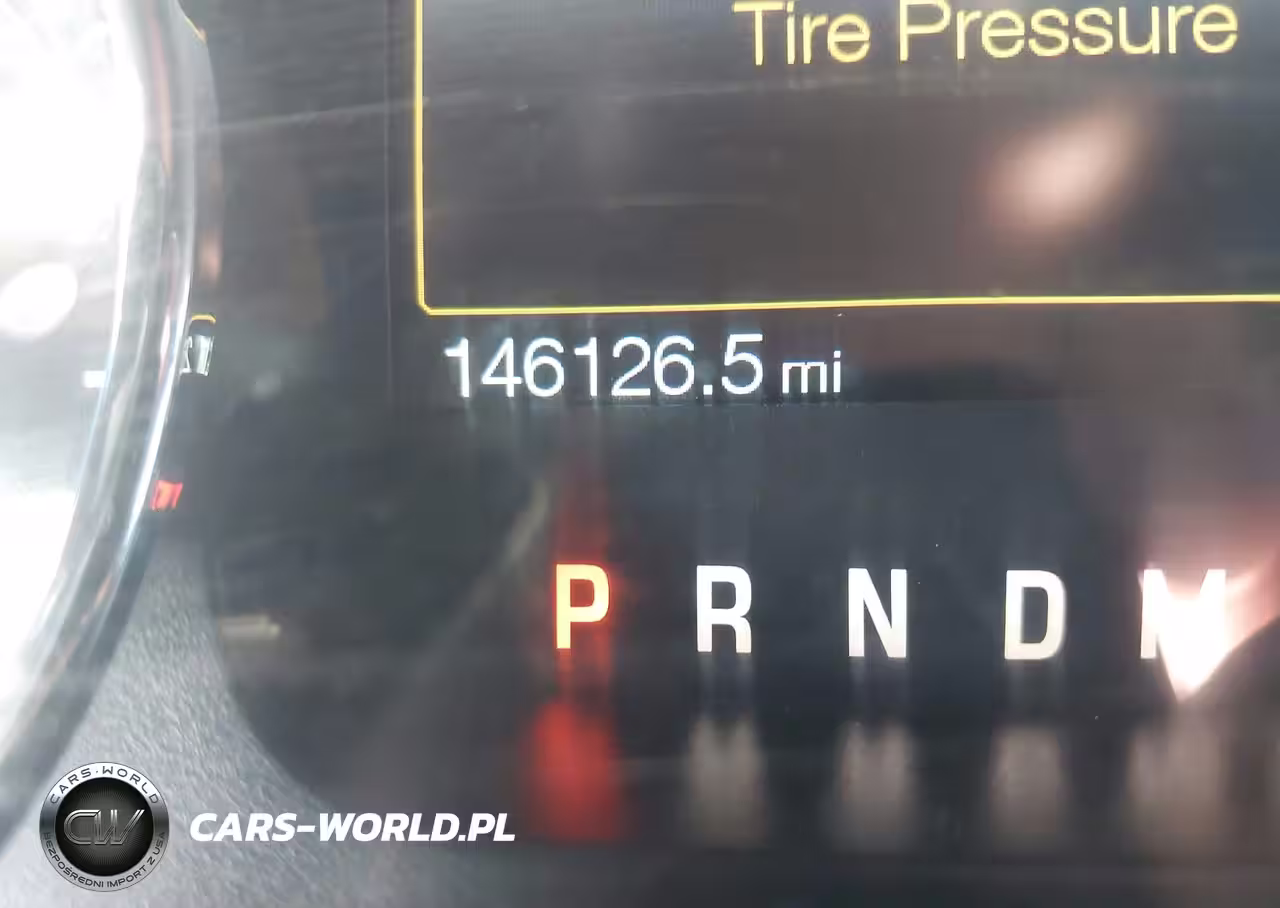 Tire Pressure
146126.5 mi
P R N D M
CARS-WORLD
CW
BEZPOŚREDNI IMPORT Z USA
CARS-WORLD.PL